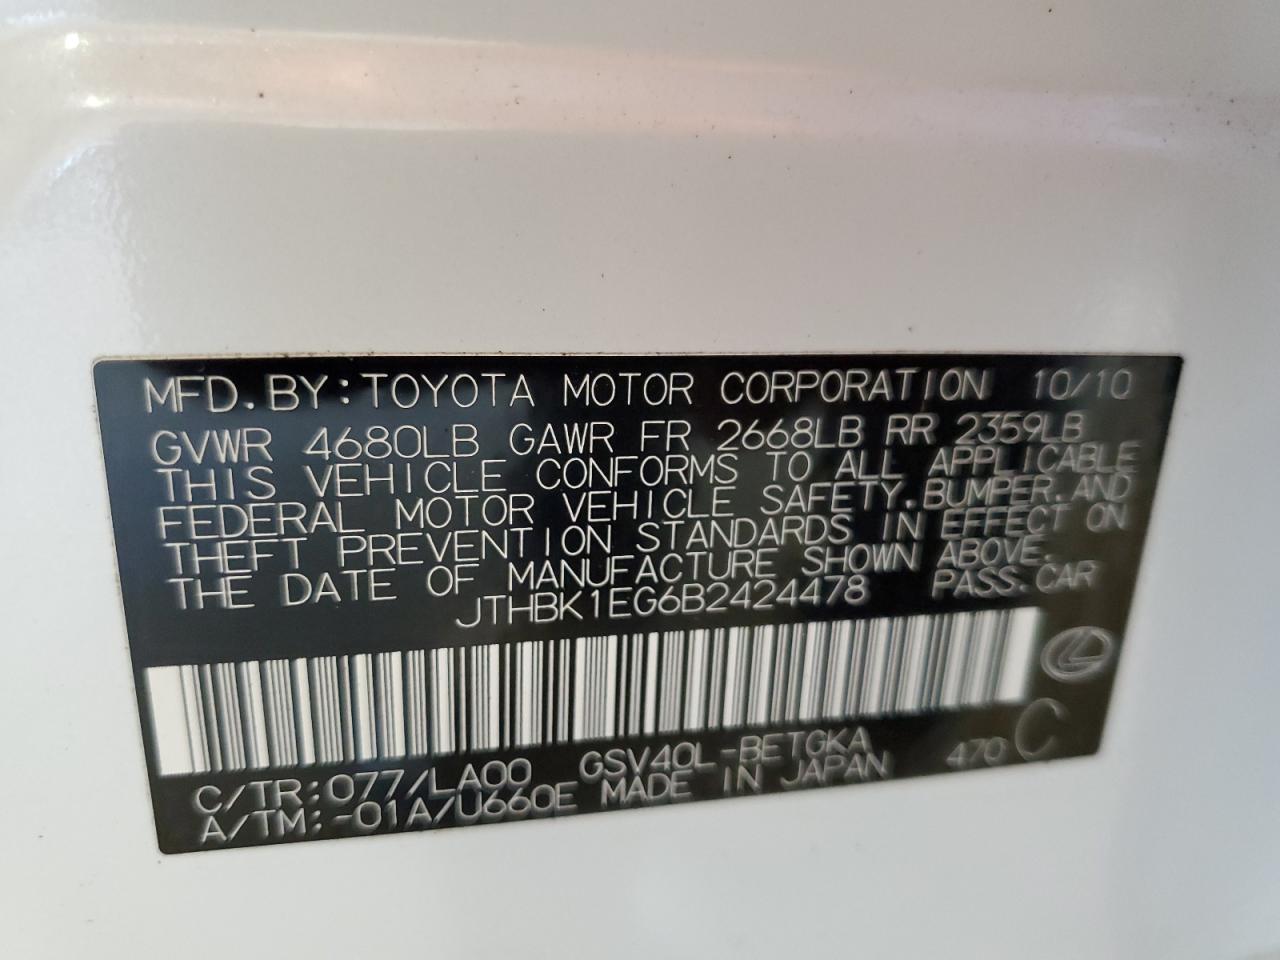 MFD. BY: TOYOTA MOTOR CORPORATION 10/10
GVWR 4680LB GAWR FR 2668LB RR 2359LB
THIS VEHICLE CONFORMS TO ALL APPLICABLE
FEDERAL MOTOR VEHICLE SAFETY, BUMPER, AND
THEFT PREVENTION STANDARDS IN EFFECT ON
THE DATE OF MANUFACTURE SHOWN ABOVE.
JTHBK1EG6B2424478 PASS. CAR
C/TR: 077/LA00 GSV40L-BETGKA 470 C
A/TM: -01A/U660E MADE IN JAPAN